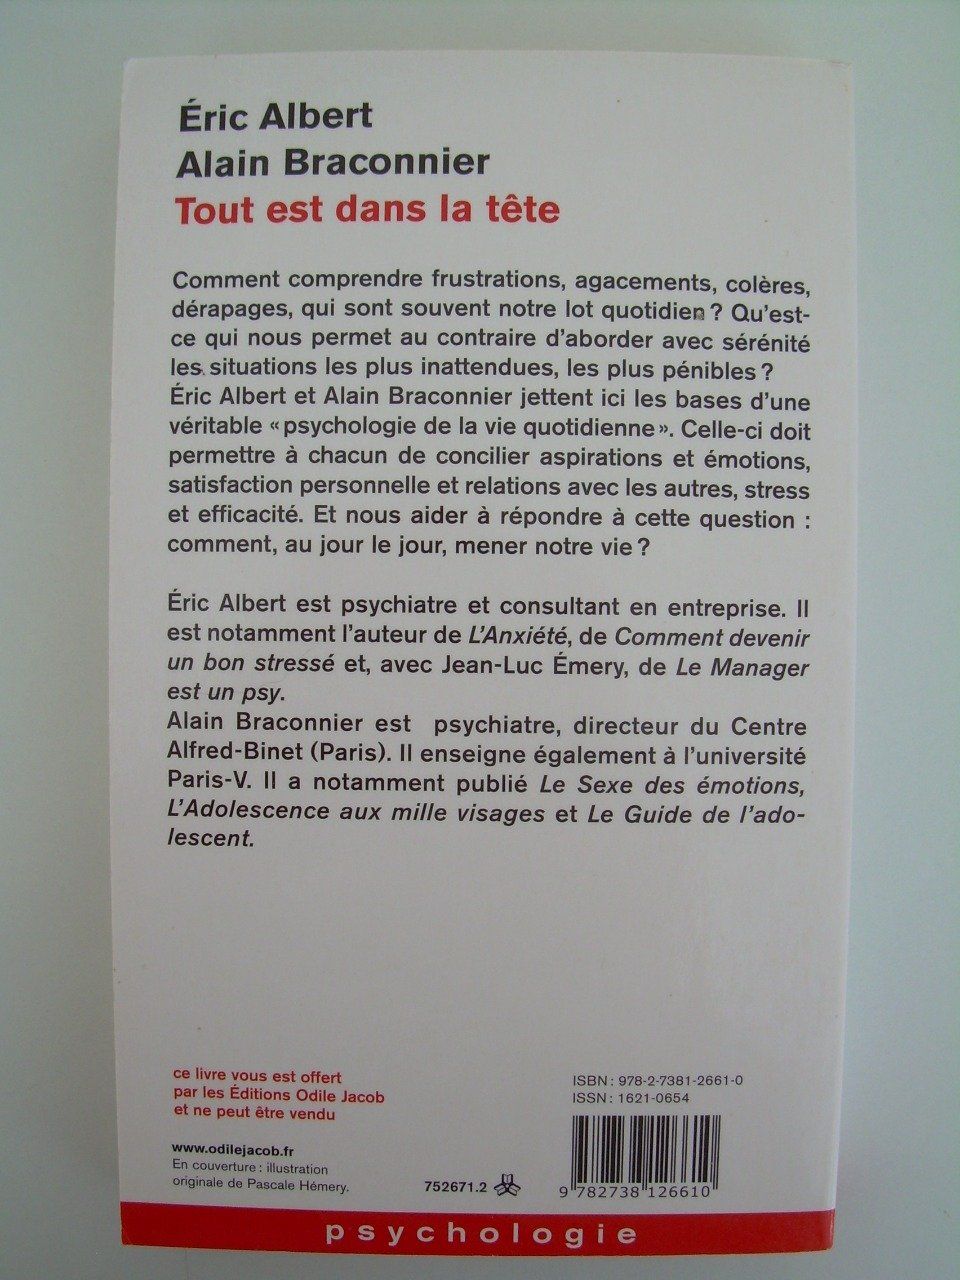 Éric Albert
Alain Braconnier
Tout est dans la tête
Comment comprendre frustrations, agacements, colères,
dérapages, qui sont souvent notre lot quotidien ? Qu'est-
ce qui nous permet au contraire d'aborder avec sérénité
les situations les plus inattendues, les plus pénibles ?
Éric Albert et Alain Braconnier jettent ici les bases d'une
véritable « psychologie de la vie quotidienne ». Celle-ci doit
permettre à chacun de concilier aspirations et émotions,
satisfaction personnelle et relations avec les autres, stress
et efficacité. Et nous aider à répondre à cette question :
comment, au jour le jour, mener notre vie ?
Éric Albert est psychiatre et consultant en entreprise. Il
est notamment l'auteur de L'Anxiété, de Comment devenir
un bon stressé et, avec Jean-Luc Émery, de Le Manager
est un psy.
Alain Braconnier est psychiatre, directeur du Centre
Alfred-Binet (Paris). Il enseigne également à l'université
Paris-V. Il a notamment publié Le Sexe des émotions,
L'Adolescence aux mille visages et Le Guide de l'ado-
lescent.
ce livre vous est offert
par les Éditions Odile Jacob
et ne peut être vendu
www.odilejacob.fr
En couverture : illustration
originale de Pascale Hémery.
752671.2
ISBN : 978-2-7381-2661-0
ISSN : 1621-0654
9 782738 126610
psychologie